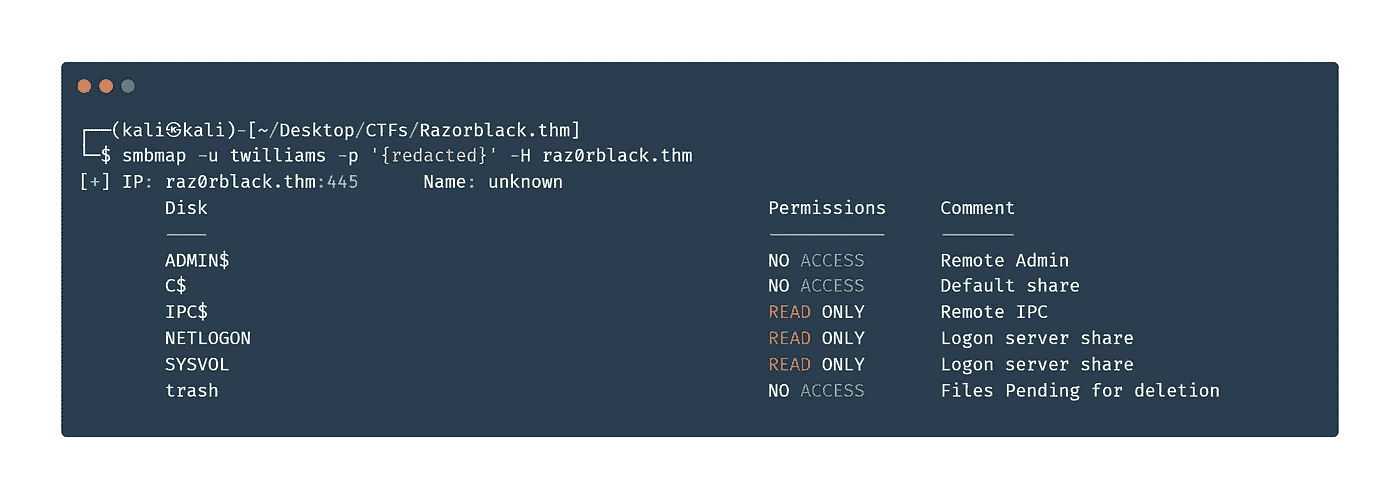 ┌──(kali㉿kali)-[~/Desktop/CTFs/Razorblack.thm]
└─$ smbmap -u twilliams -p '{redacted}' -H raz0rblack.thm
[+] IP: raz0rblack.thm:445      Name: unknown
Disk Permissions Comment
---- ----------- -------
ADMIN$ NO ACCESS Remote Admin
C$ NO ACCESS Default share
IPC$ READ ONLY Remote IPC
NETLOGON READ ONLY Logon server share
SYSVOL READ ONLY Logon server share
trash NO ACCESS Files Pending for deletion